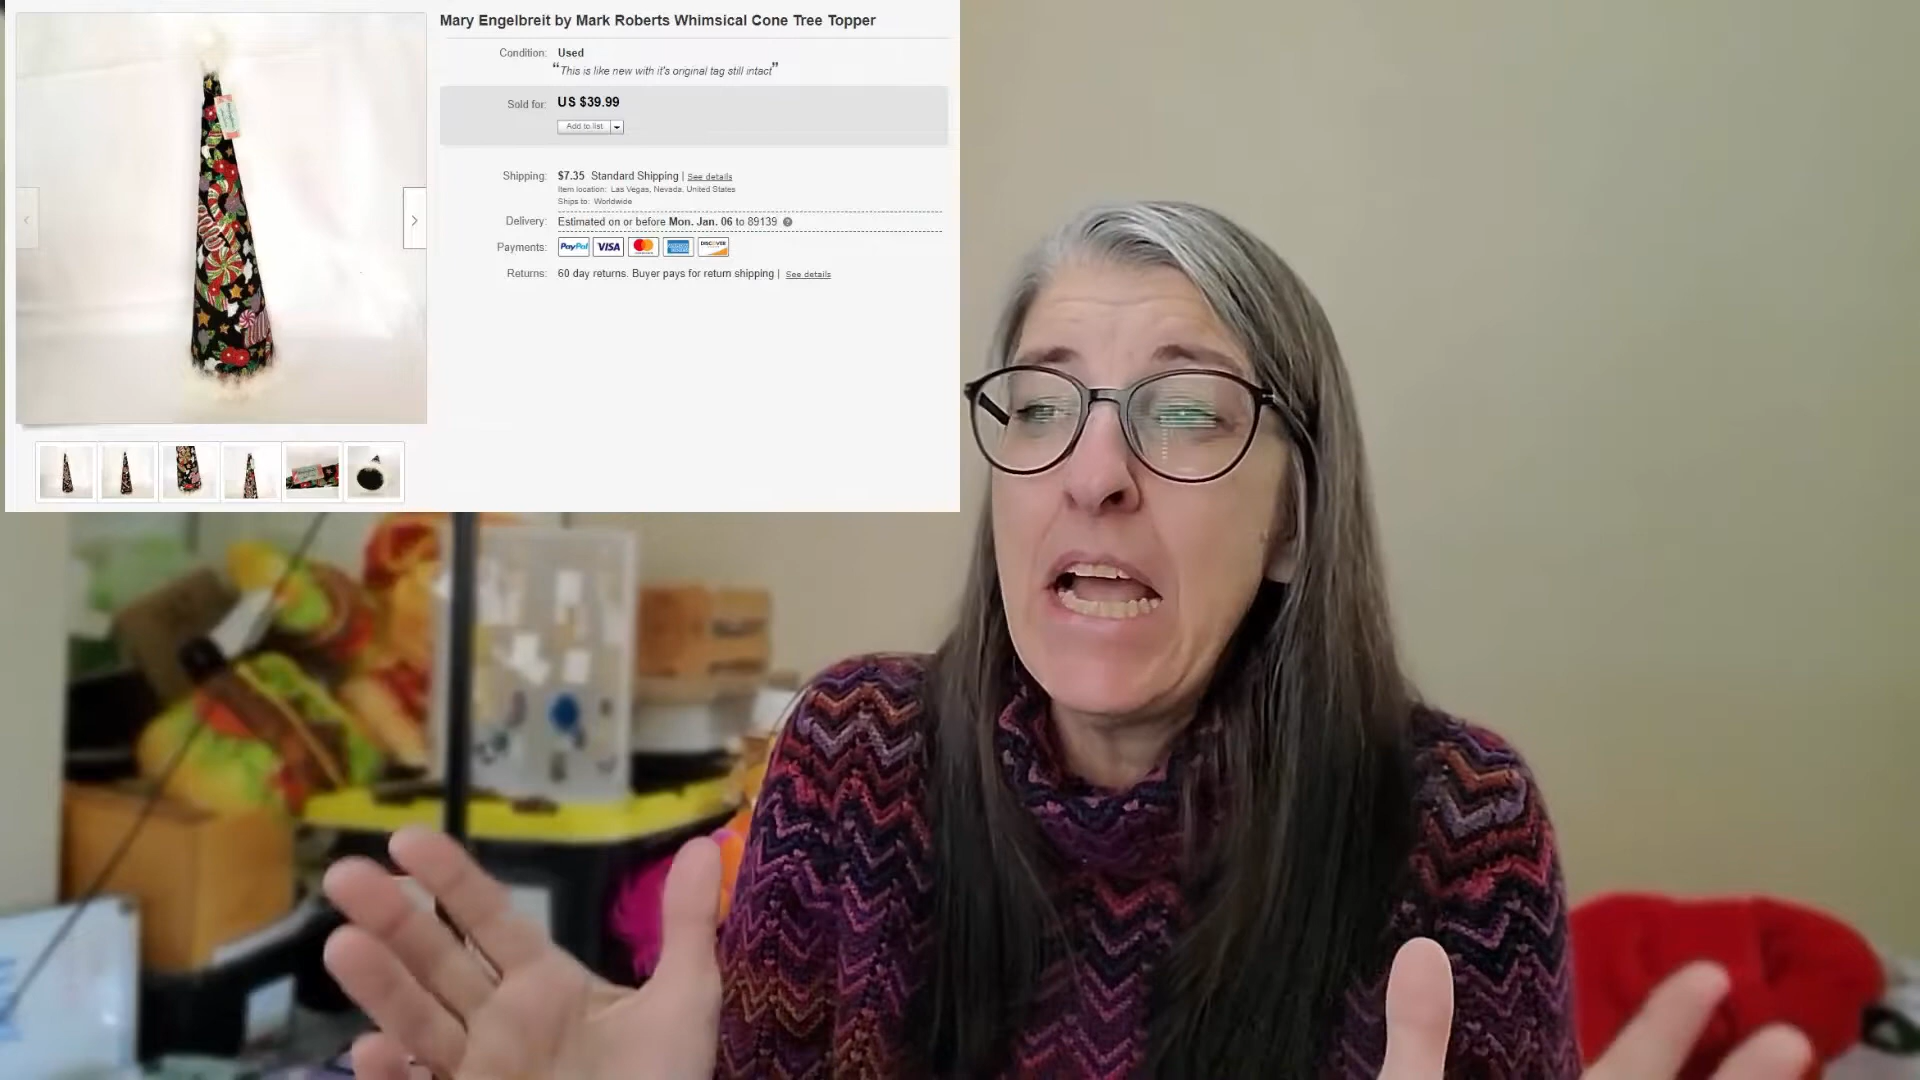 Mary Engelbreit by Mark Roberts Whimsical Cone Tree Topper
Condition: Used
“This is like new with it's original tag still intact”
Sold for: US $39.99
Add to list
Shipping: $7.35 Standard Shipping | See details
Item location: Las Vegas, Nevada, United States
Ships to: Worldwide
Delivery: Estimated on or before Mon. Jan. 06 to 89139
Payments: PayPal VISA DISCOVER
Returns: 60 day returns. Buyer pays for return shipping | See details